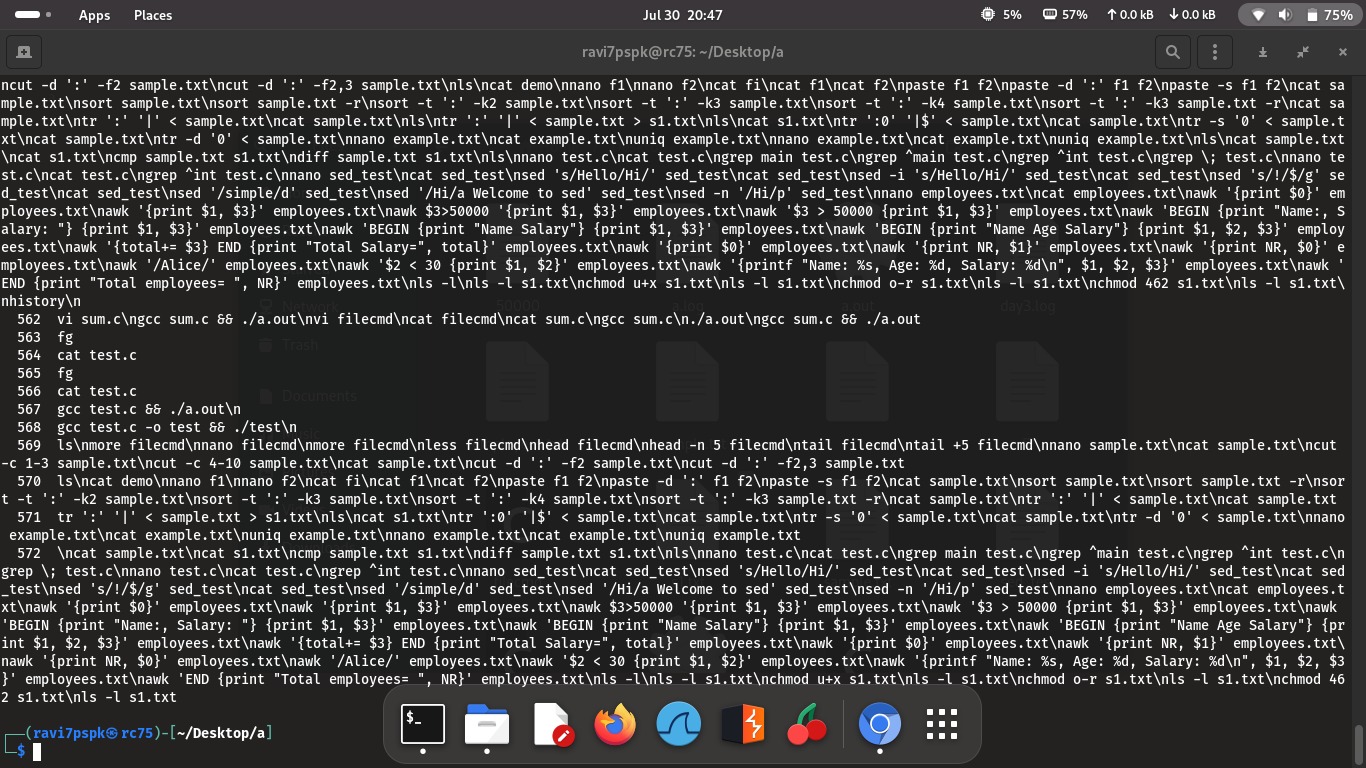 Apps Places Jul 30 20:47 5% 57% ↑0.0 kB ↓0.0 kB 75%
ravi7pspk@rc75: ~/Desktop/a
ncut -d ':' -f2 sample.txt\ncut -d ':' -f2,3 sample.txt\nls\ncat demo\nnano f1\nnano f2\ncat fi\ncat f1\ncat f2\npaste f1 f2\npaste -d ':' f1 f2\npaste -s f1 f2\ncat sa
mple.txt\nsort sample.txt\nsort sample.txt -r\nsort -t ':' -k2 sample.txt\nsort -t ':' -k3 sample.txt\nsort -t ':' -k4 sample.txt\nsort -t ':' -k3 sample.txt -r\ncat sa
mple.txt\ntr ':' '|' < sample.txt\ncat sample.txt\nls\ntr ':' '|' < sample.txt > s1.txt\nls\ncat s1.txt\ntr ':0' '|$' < sample.txt\ncat sample.txt\ntr -s '0' < sample.t
xt\ncat sample.txt\ntr -d '0' < sample.txt\nnano example.txt\ncat example.txt\nuniq example.txt\nnano example.txt\ncat example.txt\nuniq example.txt\nls\ncat sample.txt
\ncat s1.txt\ncmp sample.txt s1.txt\ndiff sample.txt s1.txt\nls\nnano test.c\ncat test.c\ngrep main test.c\ngrep ^main test.c\ngrep ^int test.c\ngrep \; test.c\nnano te
st.c\ncat test.c\ngrep ^int test.c\nnano sed_test\ncat sed_test\nsed 's/Hello/Hi/' sed_test\ncat sed_test\nsed -i 's/Hello/Hi/' sed_test\ncat sed_test\nsed 's/!/$/g' se
d_test\ncat sed_test\nsed '/simple/d' sed_test\nsed '/Hi/a Welcome to sed' sed_test\nsed -n '/Hi/p' sed_test\nnano employees.txt\ncat employees.txt\nawk '{print $0}' em
ployees.txt\nawk '{print $1, $3}' employees.txt\nawk $3>50000 '{print $1, $3}' employees.txt\nawk '$3 > 50000 {print $1, $3}' employees.txt\nawk 'BEGIN {print "Name:, S
alary: "} {print $1, $3}' employees.txt\nawk 'BEGIN {print "Name Salary"} {print $1, $3}' employees.txt\nawk 'BEGIN {print "Name Age Salary"} {print $1, $2, $3}' employ
ees.txt\nawk '{total+= $3} END {print "Total Salary=", total}' employees.txt\nawk '{print $0}' employees.txt\nawk '{print NR, $1}' employees.txt\nawk '{print NR, $0}' e
mployees.txt\nawk '/Alice/' employees.txt\nawk '$2 < 30 {print $1, $2}' employees.txt\nawk '{printf "Name: %s, Age: %d, Salary: %d\n", $1, $2, $3}' employees.txt\nawk '
END {print "Total employees= ", NR}' employees.txt\nls -l\nls -l s1.txt\nchmod u+x s1.txt\nls -l s1.txt\nchmod o-r s1.txt\nls -l s1.txt\nchmod 462 s1.txt\nls -l s1.txt\
nhistory\n
Network 50000 a.log a.out day3.log
562 vi sum.c\ngcc sum.c && ./a.out\nvi filecmd\ncat filecmd\ncat sum.c\ngcc sum.c\n./a.out\ngcc sum.c && ./a.out
563 fg
Trash
564 cat test.c
565 fg
566 cat test.c
Documents
567 gcc test.c && ./a.out\n
568 gcc test.c -o test && ./test\n
569 ls\nmore filecmd\nnano filecmd\nmore filecmd\nless filecmd\nhead filecmd\nhead -n 5 filecmd\ntail filecmd\ntail +5 filecmd\nnano sample.txt\ncat sample.txt\ncut
-c 1-3 sample.txt\ncut -c 4-10 sample.txt\ncat sample.txt\ncut -d ':' -f2 sample.txt\ncut -d ':' -f2,3 sample.txt
570 ls\ncat demo\nnano f1\nnano f2\ncat fi\ncat f1\ncat f2\npaste f1 f2\npaste -d ':' f1 f2\npaste -s f1 f2\ncat sample.txt\nsort sample.txt\nsort sample.txt -r\nsor
t -t ':' -k2 sample.txt\nsort -t ':' -k3 sample.txt\nsort -t ':' -k4 sample.txt\nsort -t ':' -k3 sample.txt -r\ncat sample.txt\ntr ':' '|' < sample.txt\ncat sample.txt
571 tr ':' '|' < sample.txt > s1.txt\nls\ncat s1.txt\ntr ':0' '|$' < sample.txt\ncat sample.txt\ntr -s '0' < sample.txt\ncat sample.txt\ntr -d '0' < sample.txt\nnano
example.txt\ncat example.txt\nuniq example.txt\nnano example.txt\ncat example.txt\nuniq example.txt
572 \ncat sample.txt\ncat s1.txt\ncmp sample.txt s1.txt\ndiff sample.txt s1.txt\nls\nnano test.c\ncat test.c\ngrep main test.c\ngrep ^main test.c\ngrep ^int test.c\n
grep \; test.c\nnano test.c\ncat test.c\ngrep ^int test.c\nnano sed_test\ncat sed_test\nsed 's/Hello/Hi/' sed_test\ncat sed_test\nsed -i 's/Hello/Hi/' sed_test\ncat sed
_test\nsed 's/!/$/g' sed_test\ncat sed_test\nsed '/simple/d' sed_test\nsed '/Hi/a Welcome to sed' sed_test\nsed -n '/Hi/p' sed_test\nnano employees.txt\ncat employees.t
xt\nawk '{print $0}' employees.txt\nawk '{print $1, $3}' employees.txt\nawk $3>50000 '{print $1, $3}' employees.txt\nawk '$3 > 50000 {print $1, $3}' employees.txt\nawk
'BEGIN {print "Name:, Salary: "} {print $1, $3}' employees.txt\nawk 'BEGIN {print "Name Salary"} {print $1, $3}' employees.txt\nawk 'BEGIN {print "Name Age Salary"} {pr
int $1, $2, $3}' employees.txt\nawk '{total+= $3} END {print "Total Salary=", total}' employees.txt\nawk '{print $0}' employees.txt\nawk '{print NR, $1}' employees.txt\
nawk '{print NR, $0}' employees.txt\nawk '/Alice/' employees.txt\nawk '$2 < 30 {print $1, $2}' employees.txt\nawk '{printf "Name: %s, Age: %d, Salary: %d\n", $1, $2, $3
}' employees.txt\nawk 'END {print "Total employees= ", NR}' employees.txt\nls -l\nls -l s1.txt\nchmod u+x s1.txt\nls -l s1.txt\nchmod o-r s1.txt\nls -l s1.txt\nchmod 46
2 s1.txt\nls -l s1.txt
┌──(ravi7pspk㉿rc75)-[~/Desktop/a]
└─$
$_